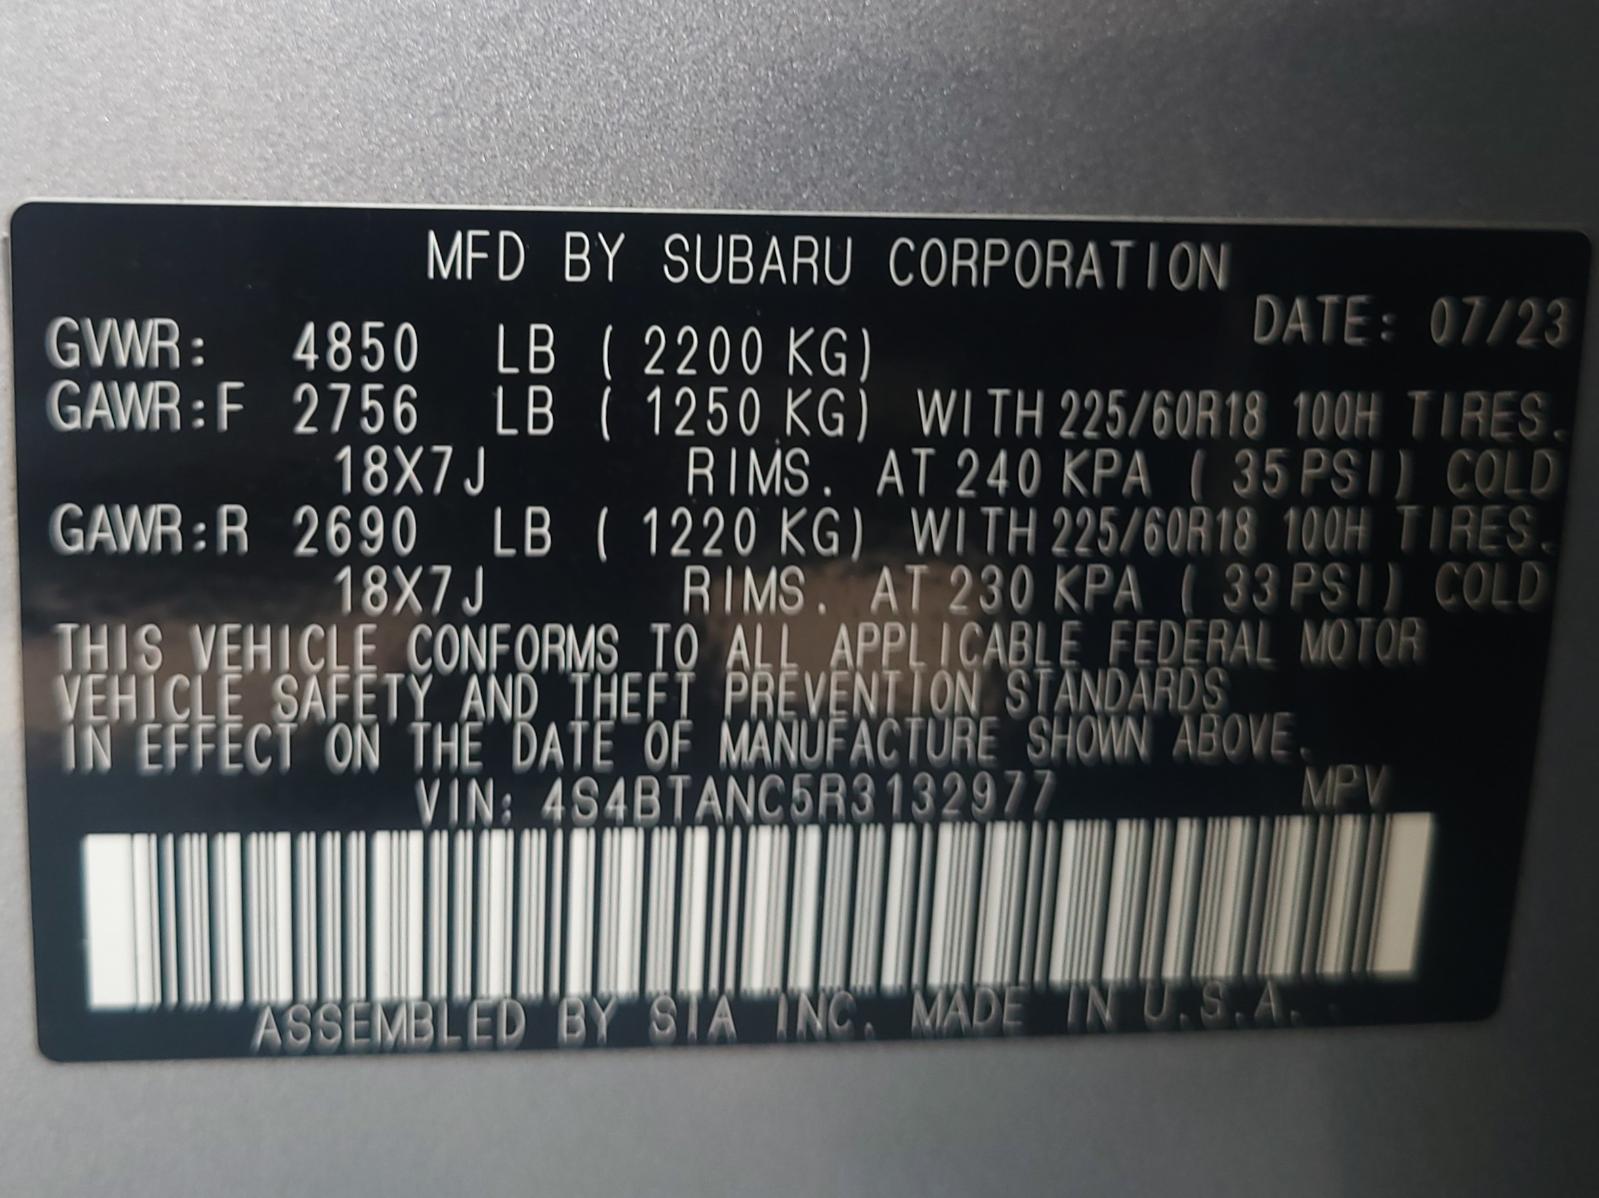 MFD BY SUBARU CORPORATION
DATE: 07/23
GVWR: 4850 LB ( 2200 KG)
GAWR:F 2756 LB ( 1250 KG) WITH 225/60R18 100H TIRES.
18X7J RIMS. AT 240 KPA ( 35 PSI) COLD
GAWR:R 2690 LB ( 1220 KG) WITH 225/60R18 100H TIRES.
18X7J RIMS. AT 230 KPA ( 33 PSI) COLD
THIS VEHICLE CONFORMS TO ALL APPLICABLE FEDERAL MOTOR
VEHICLE SAFETY AND THEFT PREVENTION STANDARDS
IN EFFECT ON THE DATE OF MANUFACTURE SHOWN ABOVE.
VIN: 4S4BTANC5R3132977 MPV
ASSEMBLED BY SIA INC. MADE IN U.S.A.